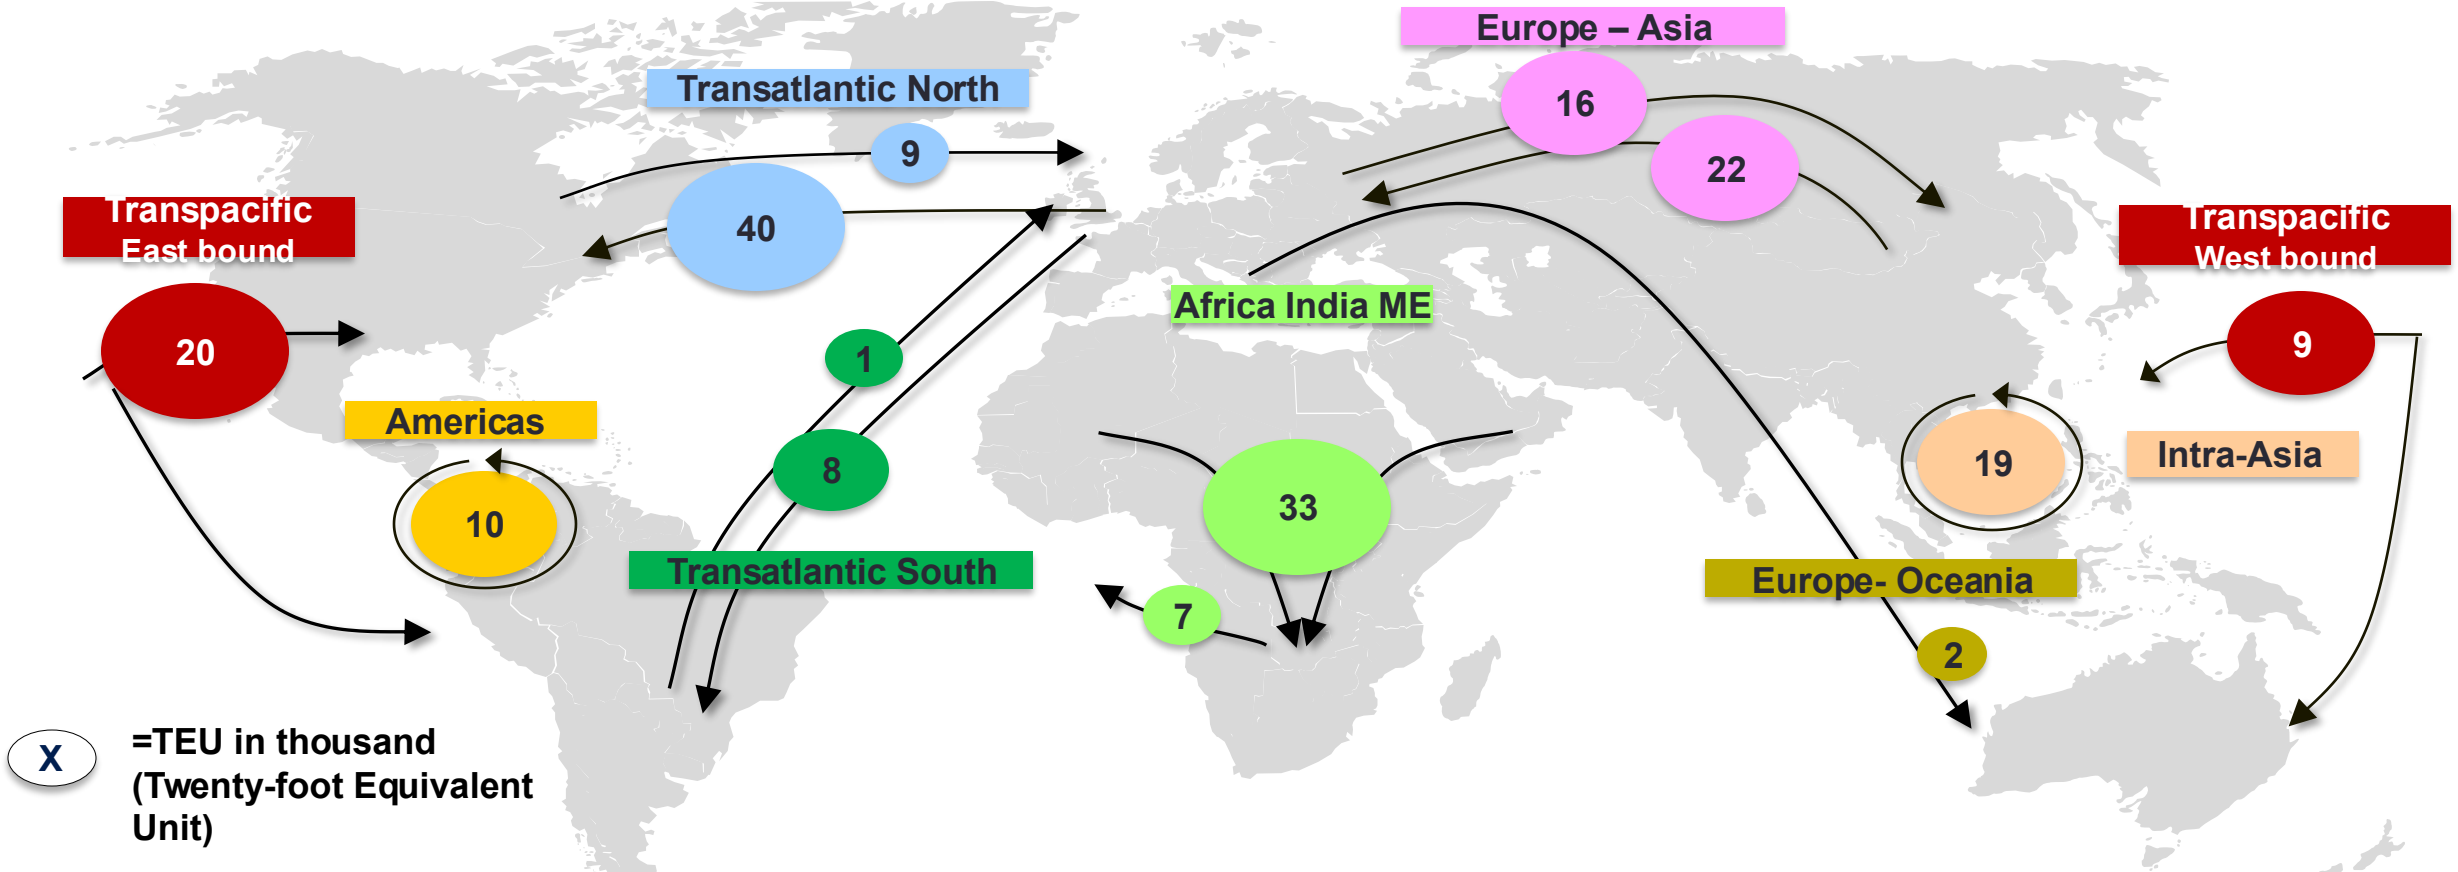 Europe – Asia
16
22
Transatlantic North
9
40
Transpacific
East bound
20
Transpacific
West bound
9
Africa India ME
1
8
Americas
10
33
7
19
Intra-Asia
Transatlantic South
Europe- Oceania
2
X
=TEU in thousand
(Twenty-foot Equivalent
Unit)